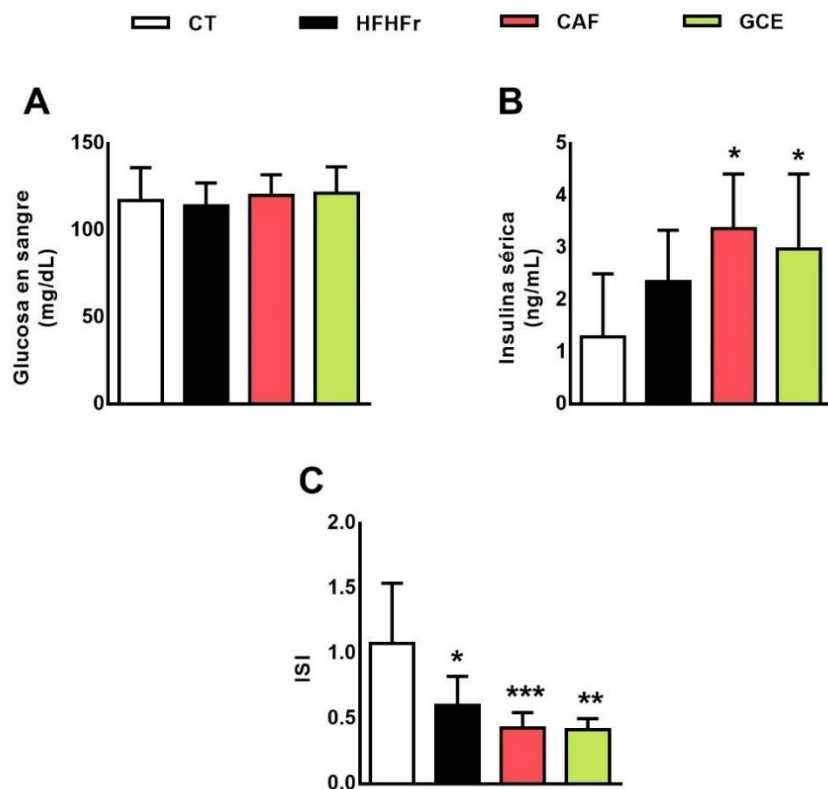 CT HFHFr CAF GCE
A
Glucosa en sangre
(mg/dL)
150
100
50
0
B
Insulina sérica
(ng/mL)
5
4
3
2
1
0
* *
C
ISI
2.0
1.5
1.0
0.5
0.0
* *** **